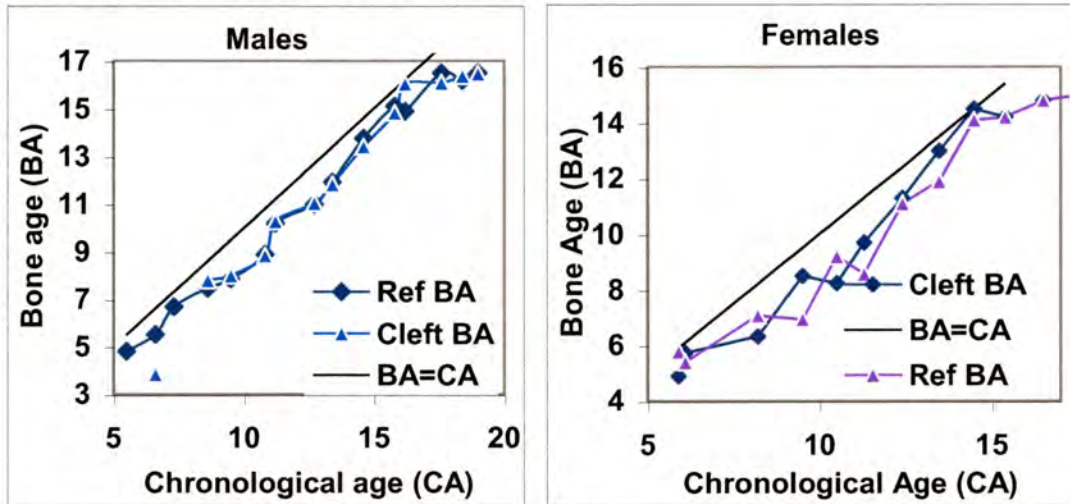 Males
Bone age (BA)
17
15
13
11
9
7
5
3
Ref BA
Cleft BA
BA=CA
5 10 15 20
Chronological age (CA)
Females
Bone Age (BA)
16
14
12
10
8
6
4
Cleft BA
BA=CA
Ref BA
5 10 15
Chronological Age (CA)